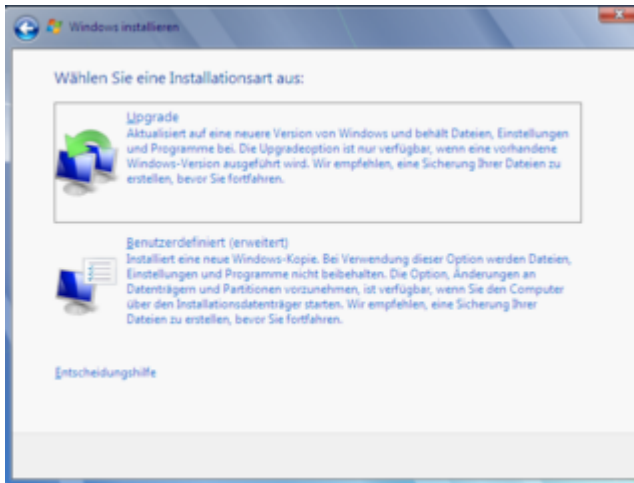 Windows installieren
Wählen Sie eine Installationsart aus:
Upgrade
Aktualisiert auf eine neuere Version von Windows und behält Dateien, Einstellungen
und Programme bei. Die Upgradeoption ist nur verfügbar, wenn eine vorhandene
Windows-Version ausgeführt wird. Wir empfehlen, eine Sicherung Ihrer Dateien zu
erstellen, bevor Sie fortfahren.
Benutzerdefiniert (erweitert)
Installiert eine neue Windows-Kopie. Bei Verwendung dieser Option werden Dateien,
Einstellungen und Programme nicht beibehalten. Die Option, Änderungen an
Datenträgern und Partitionen vorzunehmen, ist verfügbar, wenn Sie den Computer
über den Installationsdatenträger starten. Wir empfehlen, eine Sicherung Ihrer
Dateien zu erstellen, bevor Sie fortfahren.
Entscheidungshilfe